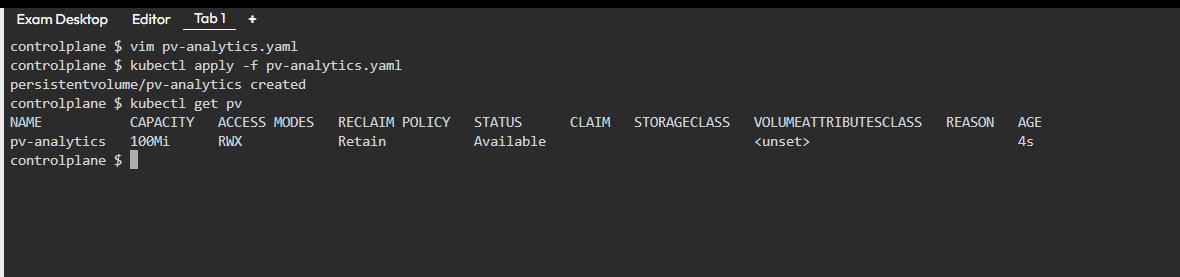 Exam Desktop Editor Tab 1 +
controlplane $ vim pv-analytics.yaml
controlplane $ kubectl apply -f pv-analytics.yaml
persistentvolume/pv-analytics created
controlplane $ kubectl get pv
NAME CAPACITY ACCESS MODES RECLAIM POLICY STATUS CLAIM STORAGECLASS VOLUMEATTRIBUTESCLASS REASON AGE
pv-analytics 100Mi RWX Retain Available <unset> 4s
controlplane $